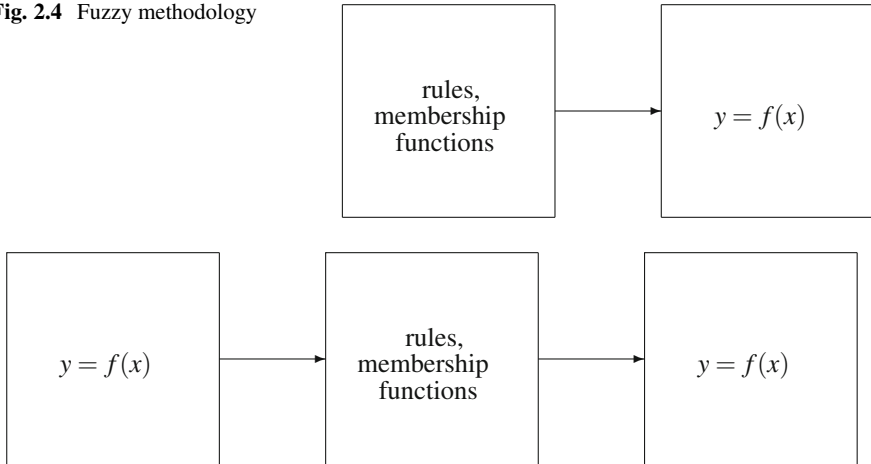 Fig. 2.4 Fuzzy methodology
rules,
membership
functions
y = f(x)
y = f(x)
rules,
membership
functions
y = f(x)